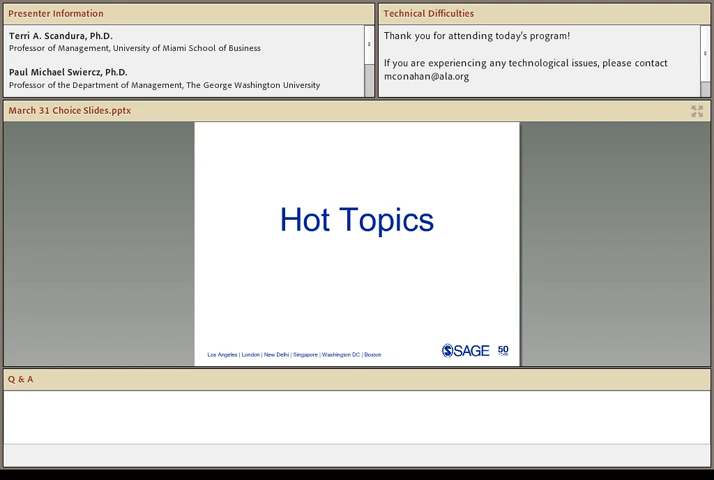 Presenter Information
Terri A. Scandura, Ph.D.
Professor of Management, University of Miami School of Business
Paul Michael Swiercz, Ph.D.
Professor of the Department of Management, The George Washington University
Technical Difficulties
Thank you for attending today's program!
If you are experiencing any technological issues, please contact
mconahan@ala.org
March 31 Choice Slides.pptx
Hot Topics
Los Angeles | London | New Delhi | Singapore | Washington DC | Boston
SAGE 50
Q & A